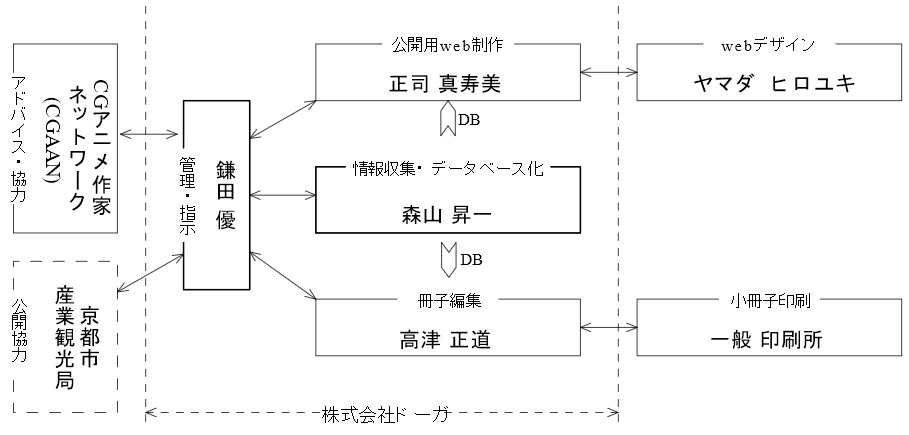 アドバイス・協力
CGアニメ作家
ネットワーク
(CGAAN)
公開協力
京都市
産業観光局
管理・指示
鎌田 優
公開用web制作
正司 真寿美
DB
情報収集・データベース化
森山 昇一
DB
冊子編集
高津 正道
webデザイン
ヤマダ ヒロユキ
小冊子印刷
一般 印刷所
株式会社ドーガ